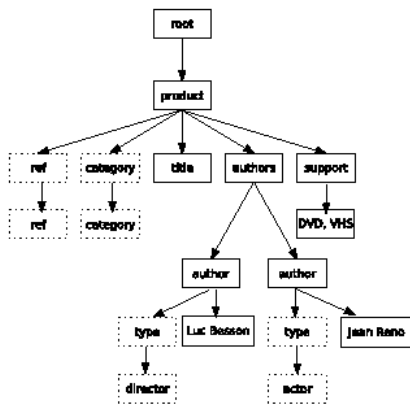 root
product
ref
category
title
authors
support
ref
category
DVD, VHS
author
author
type
Luc Besson
type
Jean Reno
director
actor